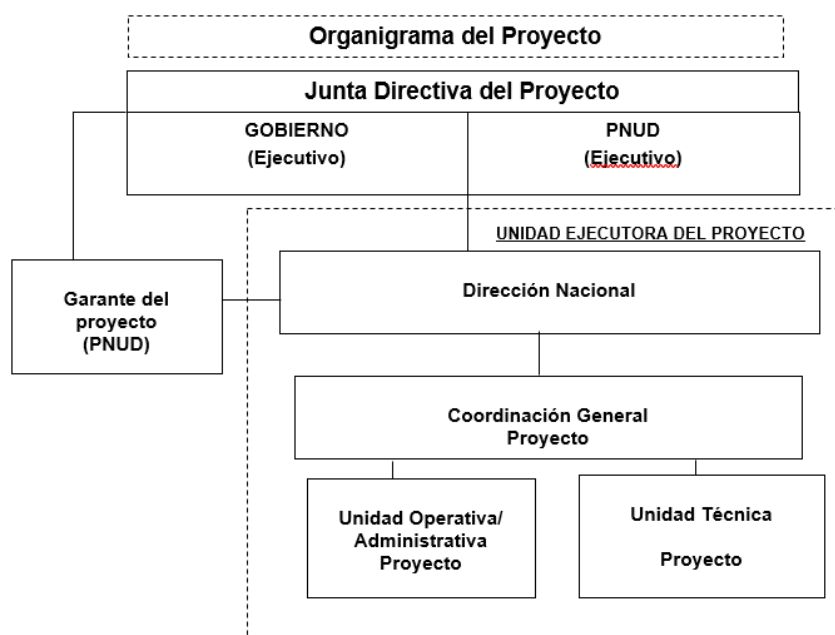 Organigrama del Proyecto
Junta Directiva del Proyecto
GOBIERNO
(Ejecutivo)
PNUD
(Ejecutivo)
UNIDAD EJECUTORA DEL PROYECTO
Garante del
proyecto
(PNUD)
Dirección Nacional
Coordinación General
Proyecto
Unidad Operativa/
Administrativa
Proyecto
Unidad Técnica
Proyecto